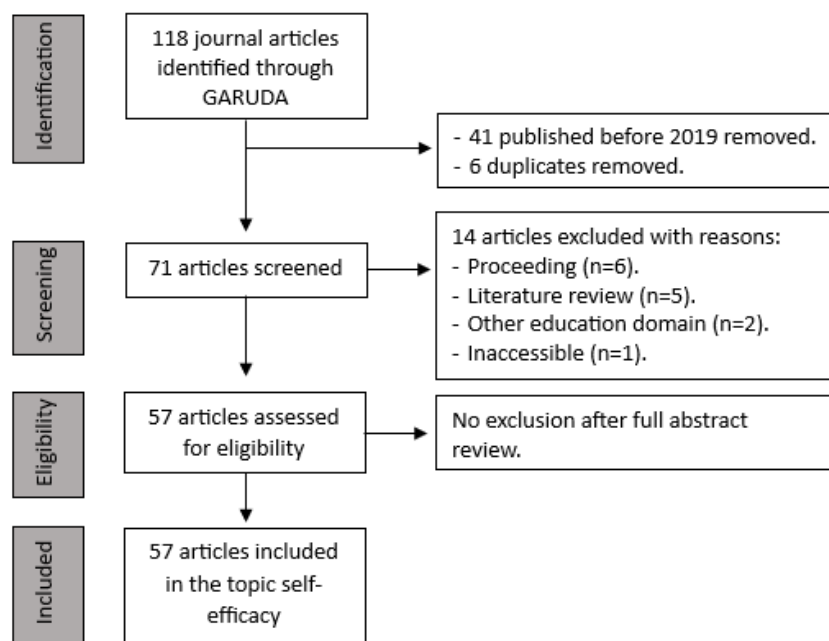 Identification
118 journal articles
identified through
GARUDA
- 41 published before 2019 removed.
- 6 duplicates removed.
Screening
71 articles screened
14 articles excluded with reasons:
- Proceeding (n=6).
- Literature review (n=5).
- Other education domain (n=2).
- Inaccessible (n=1).
Eligibility
57 articles assessed
for eligibility
No exclusion after full abstract
review.
Included
57 articles included
in the topic self-
efficacy